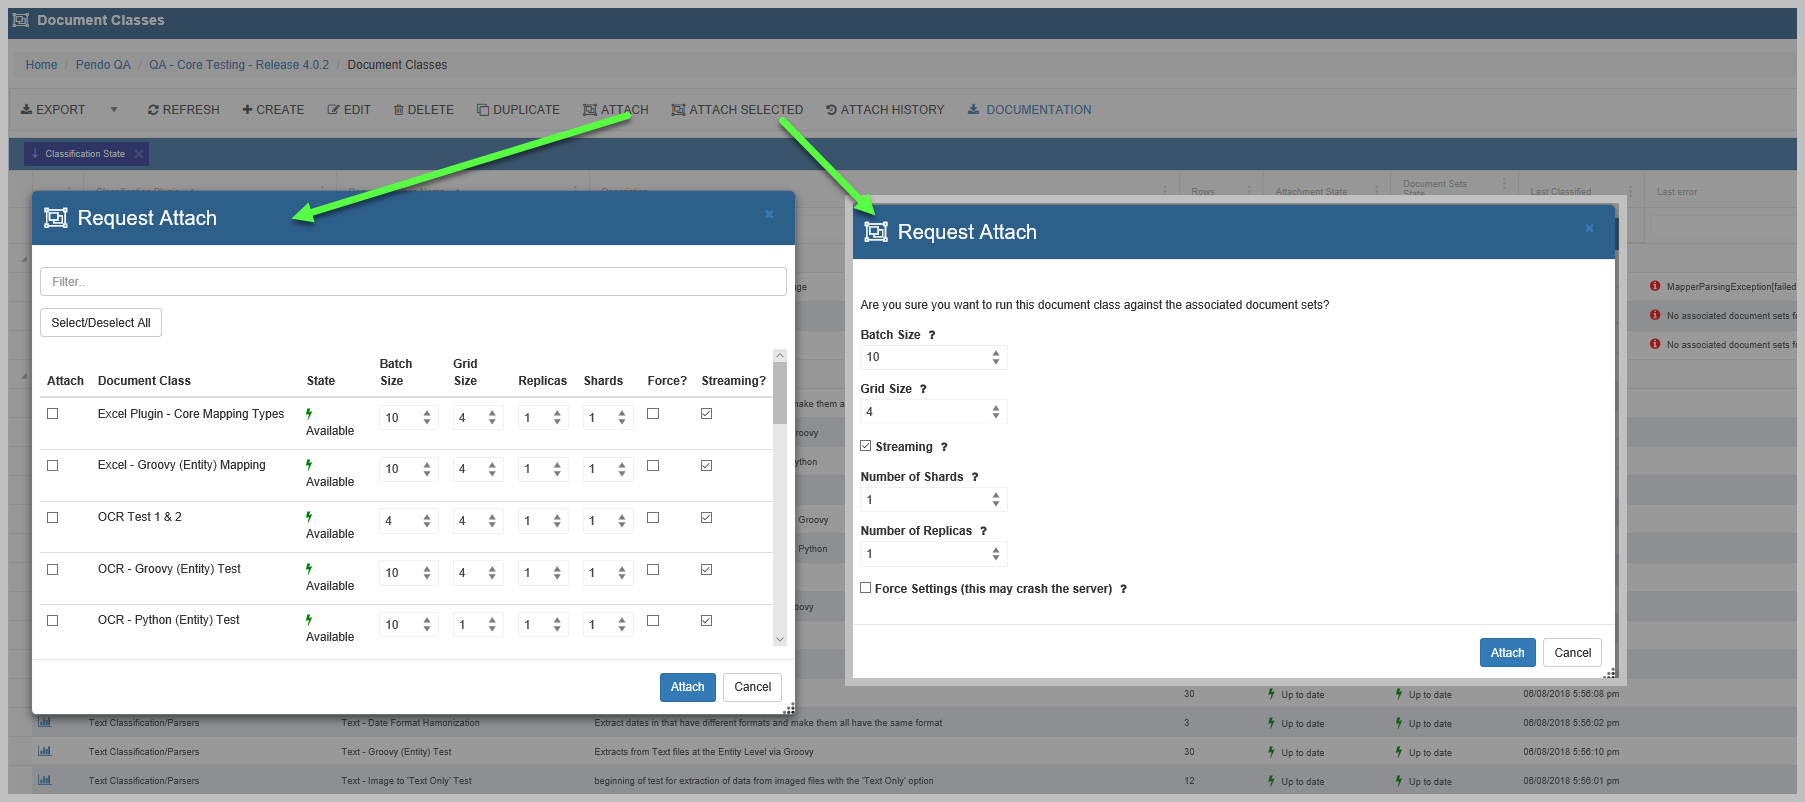 Document Classes
Home / Pendo QA / QA - Core Testing - Release 4.0.2 / Document Classes
EXPORT REFRESH CREATE EDIT DELETE DUPLICATE ATTACH ATTACH SELECTED ATTACH HISTORY DOCUMENTATION
Classification State
Description Rows Attachment State Document Sets State Last Classified Last error
Request Attach
Filter..
Select/Deselect All
Attach Document Class State Batch Size Grid Size Replicas Shards Force? Streaming?
Excel Plugin - Core Mapping Types Available 10 4 1 1
Excel - Groovy (Entity) Mapping Available 10 4 1 1
OCR Test 1 & 2 Available 4 4 1 1
OCR - Groovy (Entity) Test Available 10 4 1 1
OCR - Python (Entity) Test Available 10 1 1 1
Attach Cancel
Request Attach
Are you sure you want to run this document class against the associated document sets?
Batch Size ?
10
Grid Size ?
4
Streaming ?
Number of Shards ?
1
Number of Replicas ?
1
Force Settings (this may crash the server) ?
Attach Cancel
MapperParsingException[failed
No associated document sets fo
No associated document sets fo
Groovy
Python
30 Up to date Up to date 06/08/2018 5:56:08 pm
Text Classification/Parsers Text - Date Format Hamonization Extract dates in that have different formats and make them all have the same format 3 Up to date Up to date 06/08/2018 5:56:02 pm
Text Classification/Parsers Text - Groovy (Entity) Test Extracts from Text files at the Entity Level via Groovy 30 Up to date Up to date 06/08/2018 5:56:10 pm
Text Classification/Parsers Text - Image to 'Text Only' Test beginning of test for extraction of data from imaged files with the 'Text Only' option 12 Up to date Up to date 06/08/2018 5:56:01 pm